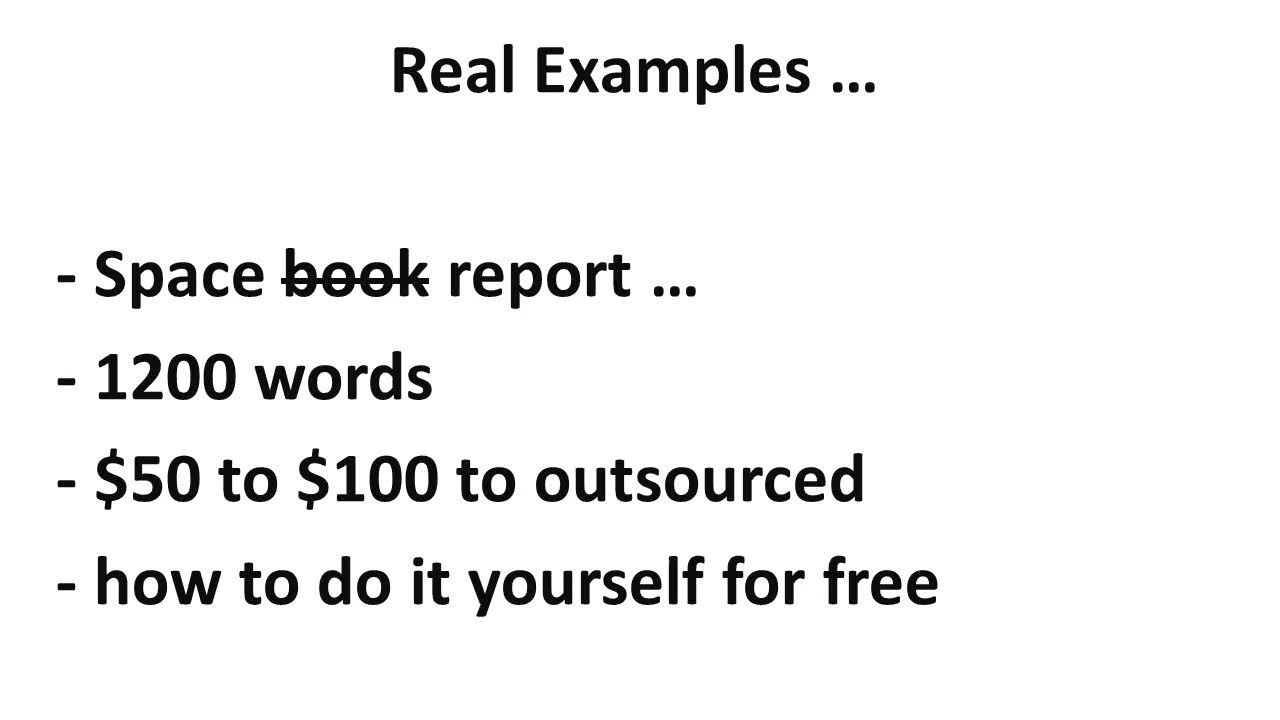 Real Examples ...
- Space book report ...
- 1200 words
- $50 to $100 to outsourced
- how to do it yourself for free